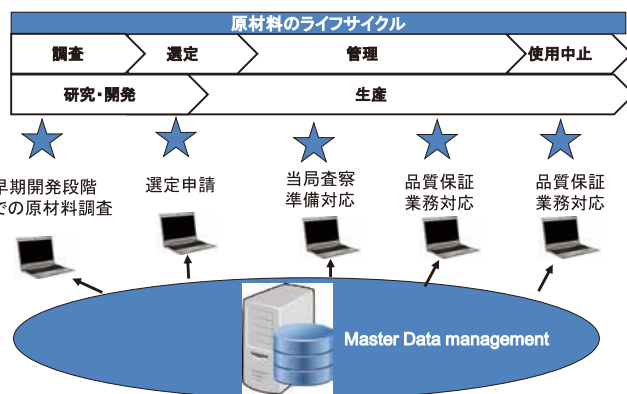 原材料のライフサイクル
調査 選定 管理 使用中止
研究・開発 生産
早期開発段階
での原材料調査
選定申請
当局査察
準備対応
品質保証
業務対応
品質保証
業務対応
Master Data management